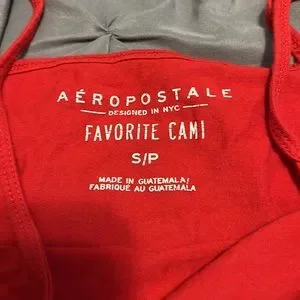 AÉROPOSTALE
DESIGNED IN NYC
FAVORITE CAMI
S/P
MADE IN GUATEMALA/
FABRIQUÉ AU GUATEMALA